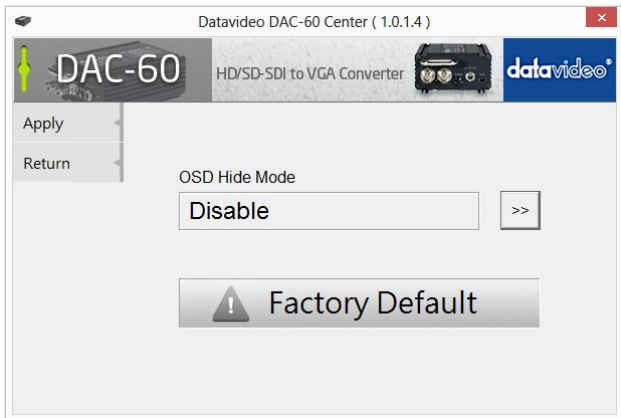 Datavideo DAC-60 Center ( 1.0.1.4 )
DAC-60
HD/SD-SDI to VGA Converter
datavideo®
Apply
Return
OSD Hide Mode
Disable
>>
Factory Default